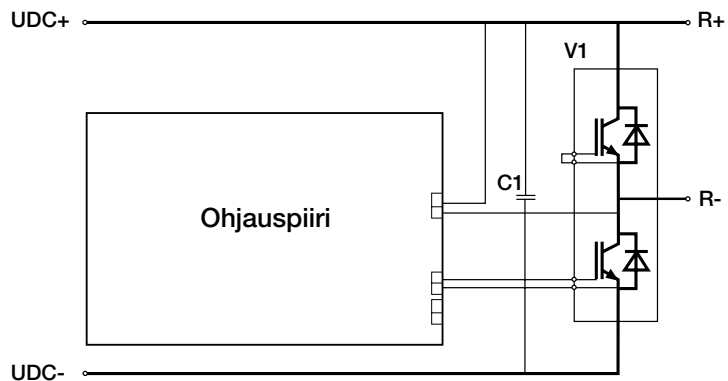 UDC+
R+
V1
C1
Ohjauspiiri
R-
UDC-